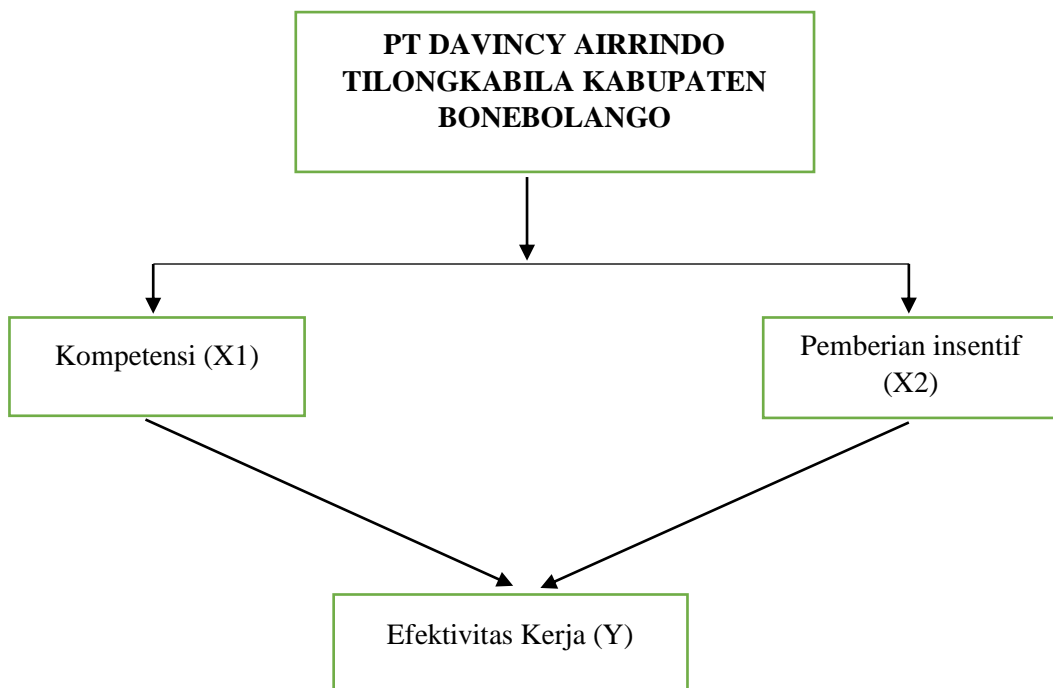 PT DAVINCY AIRRINDO
TILONGKABILA KABUPATEN
BONEBOLANGO
Kompetensi (X1)
Pemberian insentif
(X2)
Efektivitas Kerja (Y)